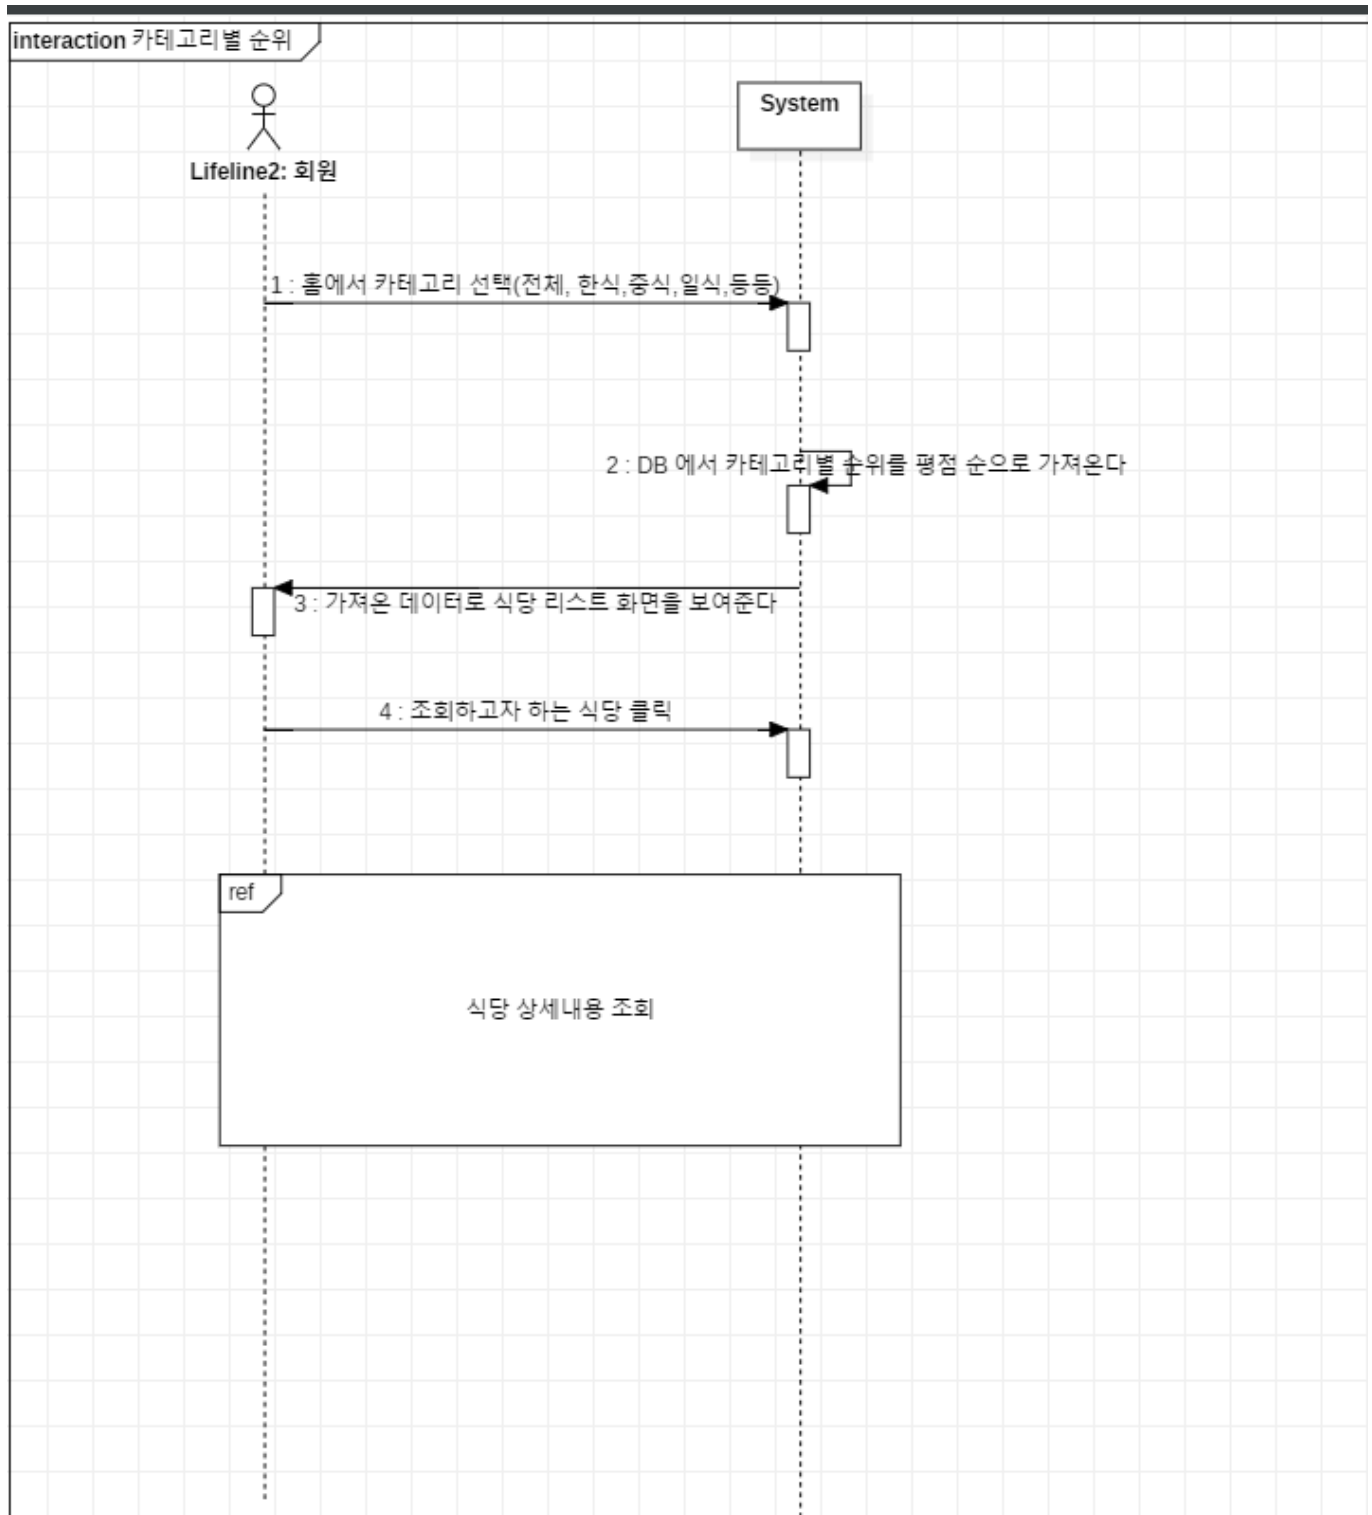 interaction 카테고리별 순위
System
Lifeline2: 회원
1 : 홈에서 카테고리 선택(전체, 한식,중식,일식,등등)
2 : DB 에서 카테고리별 순위를 평점 순으로 가져온다
3 : 가져온 데이터로 식당 리스트 화면을 보여준다
4 : 조회하고자 하는 식당 클릭
ref
식당 상세내용 조회